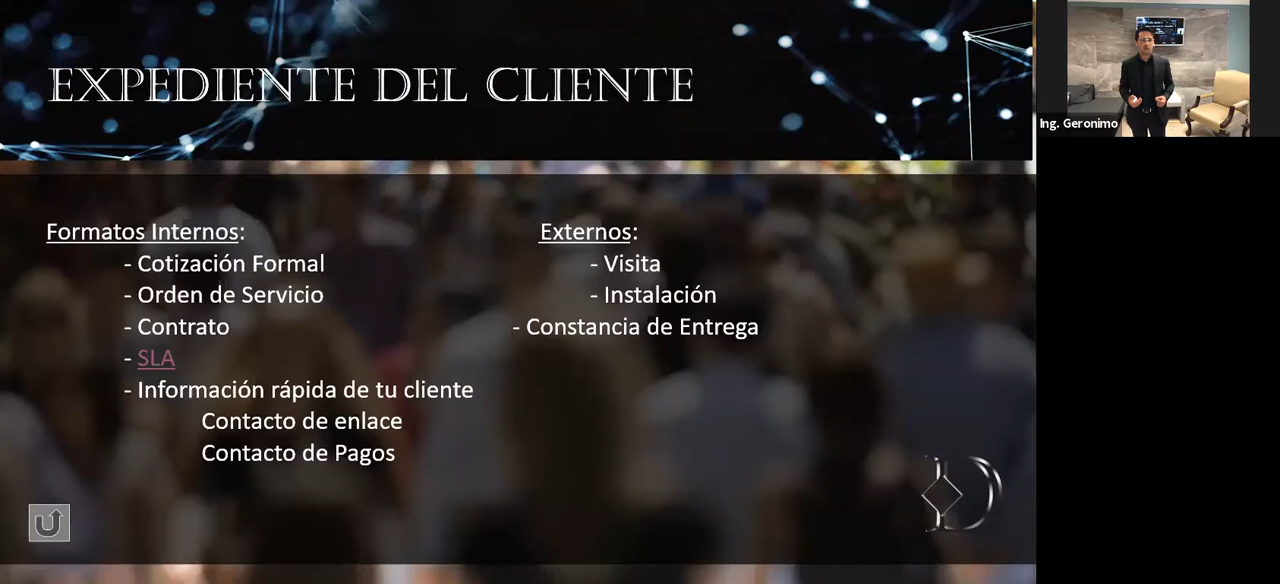 EXPEDIENTE DEL CLIENTE
Ing. Geronimo
Formatos Internos:
- Cotización Formal
- Orden de Servicio
- Contrato
- SLA
- Información rápida de tu cliente
Contacto de enlace
Contacto de Pagos
Externos:
- Visita
- Instalación
- Constancia de Entrega